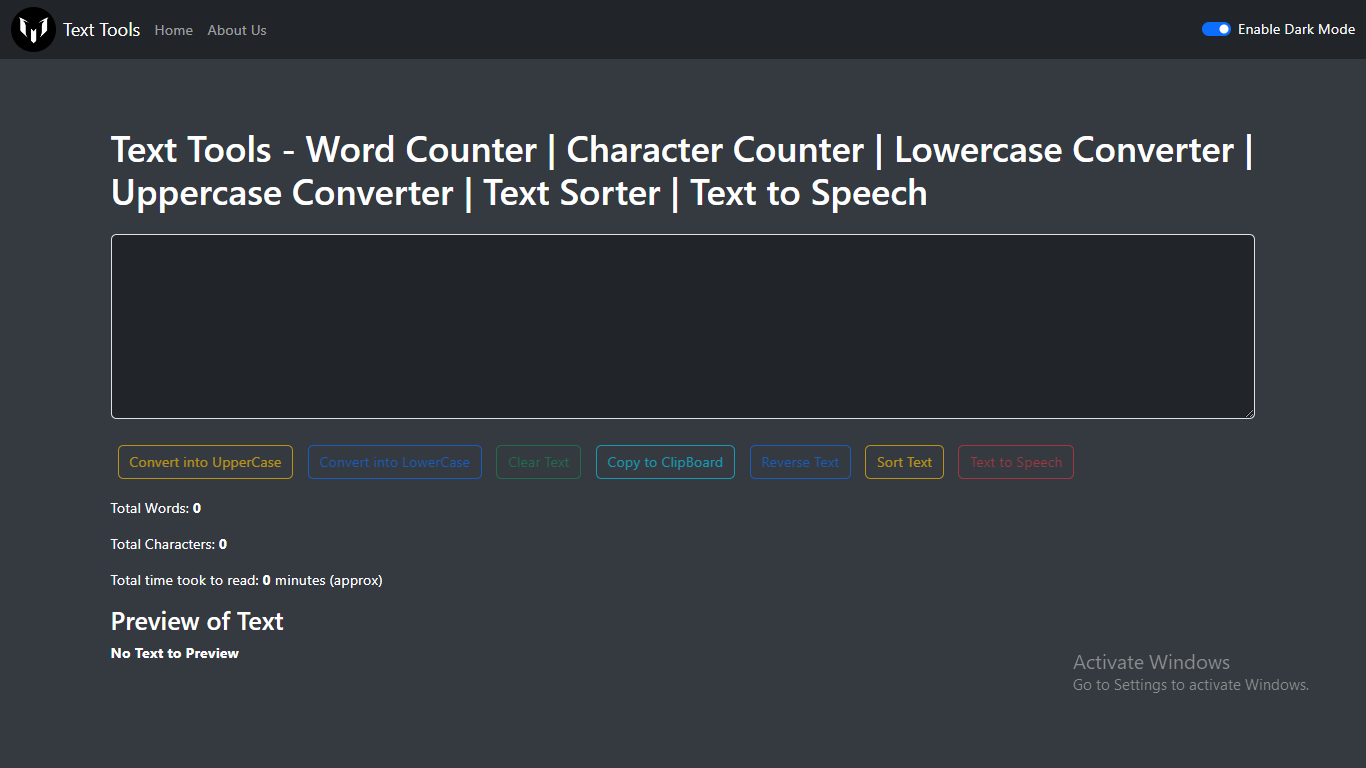 Text Tools Home About Us Enable Dark Mode
Text Tools - Word Counter | Character Counter | Lowercase Converter |
Uppercase Converter | Text Sorter | Text to Speech
Convert into UpperCase Convert into LowerCase Clear Text Copy to ClipBoard Reverse Text Sort Text Text to Speech
Total Words: 0
Total Characters: 0
Total time took to read: 0 minutes (approx)
Preview of Text
No Text to Preview
Activate Windows
Go to Settings to activate Windows.